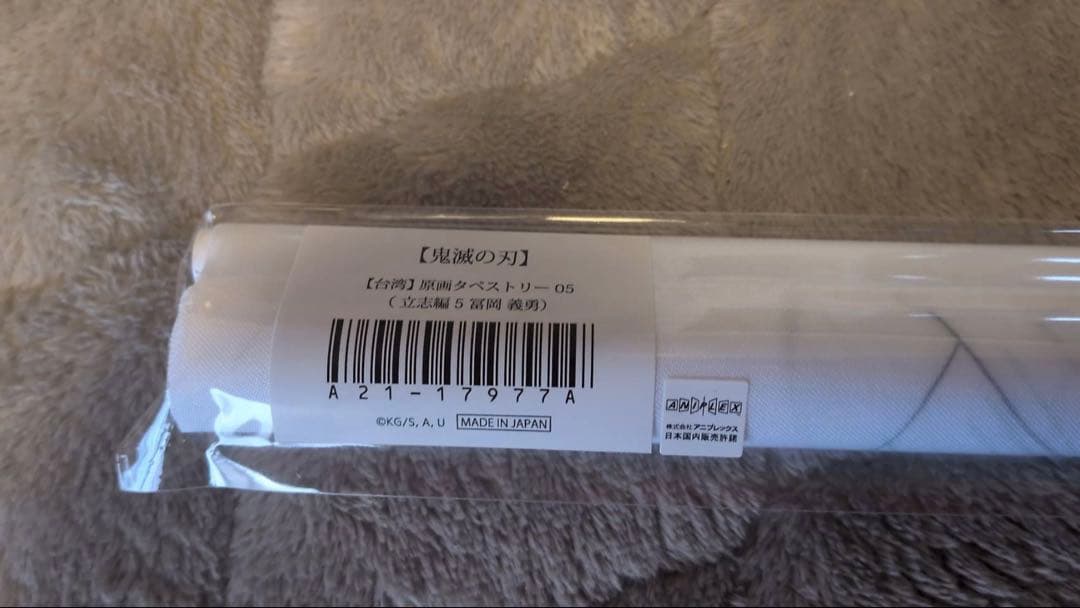 【鬼滅の刃】
【台湾】原画タペストリー 05
（立志編 5 冨岡 義勇）
A21-17977A
©KG/S, A, U MADE IN JAPAN
ANIPLEX
株式会社 アニプレックス
日本国内販売許諾